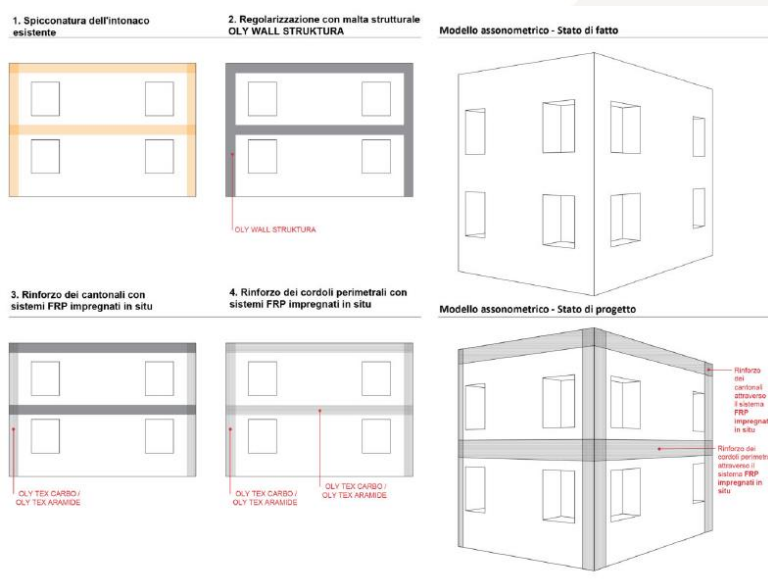 1. Spicconatura dell'intonaco
esistente
2. Regolarizzazione con malta strutturale
OLY WALL STRUKTURA
OLY WALL STRUKTURA
3. Rinforzo dei cantonali con
sistemi FRP impregnati in situ
OLY TEX CARBO /
OLY TEX ARAMIDE
4. Rinforzo dei cordoli perimetrali con
sistemi FRP impregnati in situ
OLY TEX CARBO /
OLY TEX ARAMIDE
OLY TEX CARBO /
OLY TEX ARAMIDE
Modello assonometrico - Stato di fatto
Modello assonometrico - Stato di progetto
Rinforzo
dei
cantonali
attraverso
il sistema
FRP
impregnat
in situ
Rinforzo dei
cordoli perimetr
attraverso il
sistema FRP
impregnati in
situ